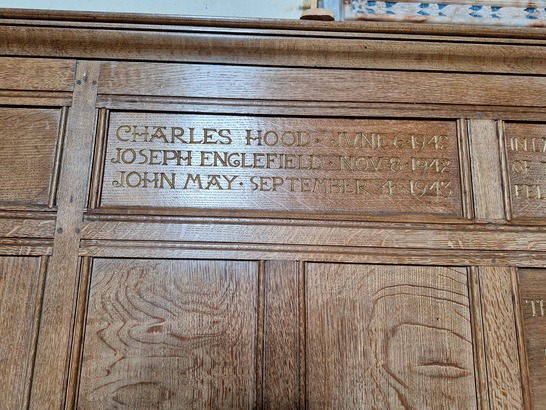 CHARLES HOOD · JUNE 6 1942
JOSEPH ENGLEFIELD · NOV. 8 1942
JOHN MAY · SEPTEMBER 4 1943